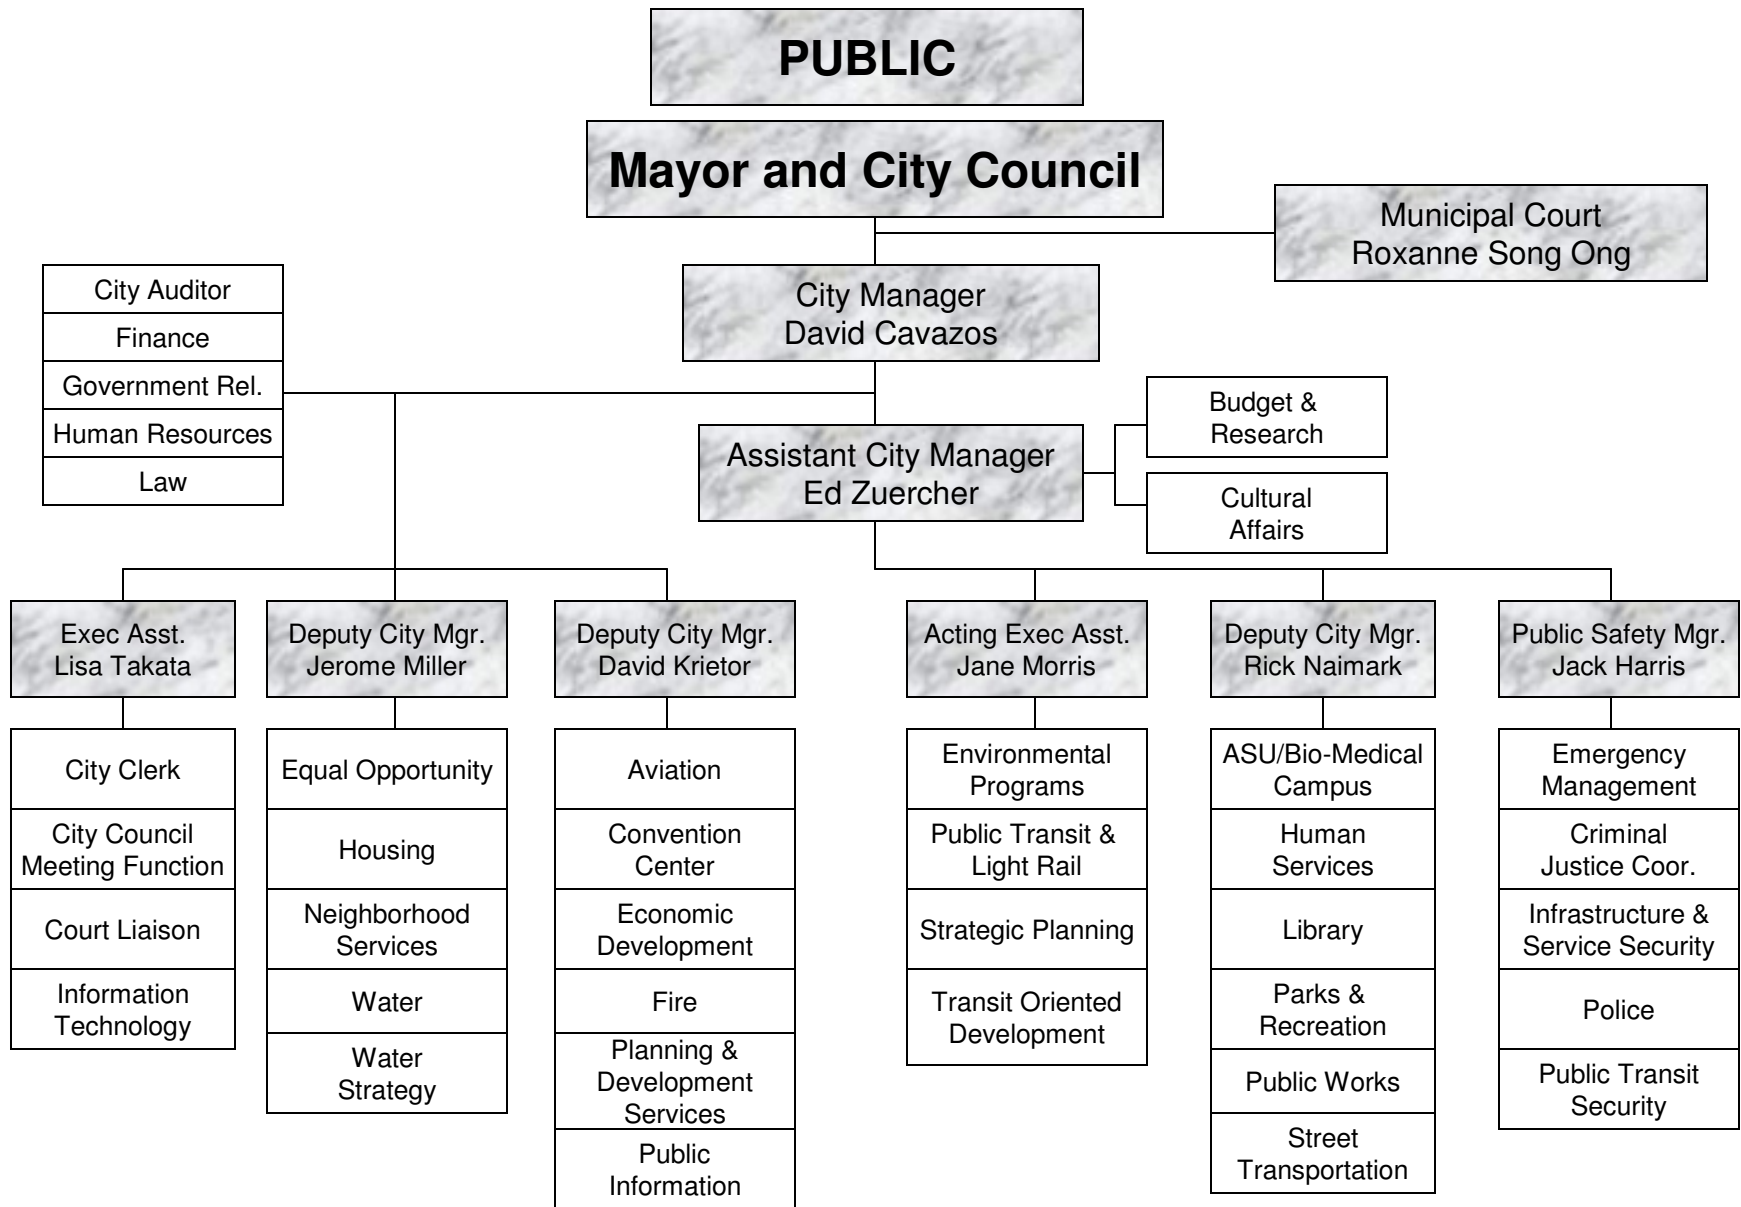 PUBLIC
Mayor and City Council
Municipal Court
Roxanne Song Ong
City Manager
David Cavazos
City Auditor
Finance
Government Rel.
Human Resources
Law
Budget &
Research
Assistant City Manager
Ed Zuercher
Cultural
Affairs
Exec Asst.
Lisa Takata
City Clerk
City Council
Meeting Function
Court Liaison
Information
Technology
Deputy City Mgr.
Jerome Miller
Equal Opportunity
Housing
Neighborhood
Services
Water
Water
Strategy
Deputy City Mgr.
David Krietor
Aviation
Convention
Center
Economic
Development
Fire
Planning &
Development
Services
Public
Information
Acting Exec Asst.
Jane Morris
Environmental
Programs
Public Transit &
Light Rail
Strategic Planning
Transit Oriented
Development
Deputy City Mgr.
Rick Naimark
ASU/Bio-Medical
Campus
Human
Services
Library
Parks &
Recreation
Public Works
Street
Transportation
Public Safety Mgr.
Jack Harris
Emergency
Management
Criminal
Justice Coor.
Infrastructure &
Service Security
Police
Public Transit
Security